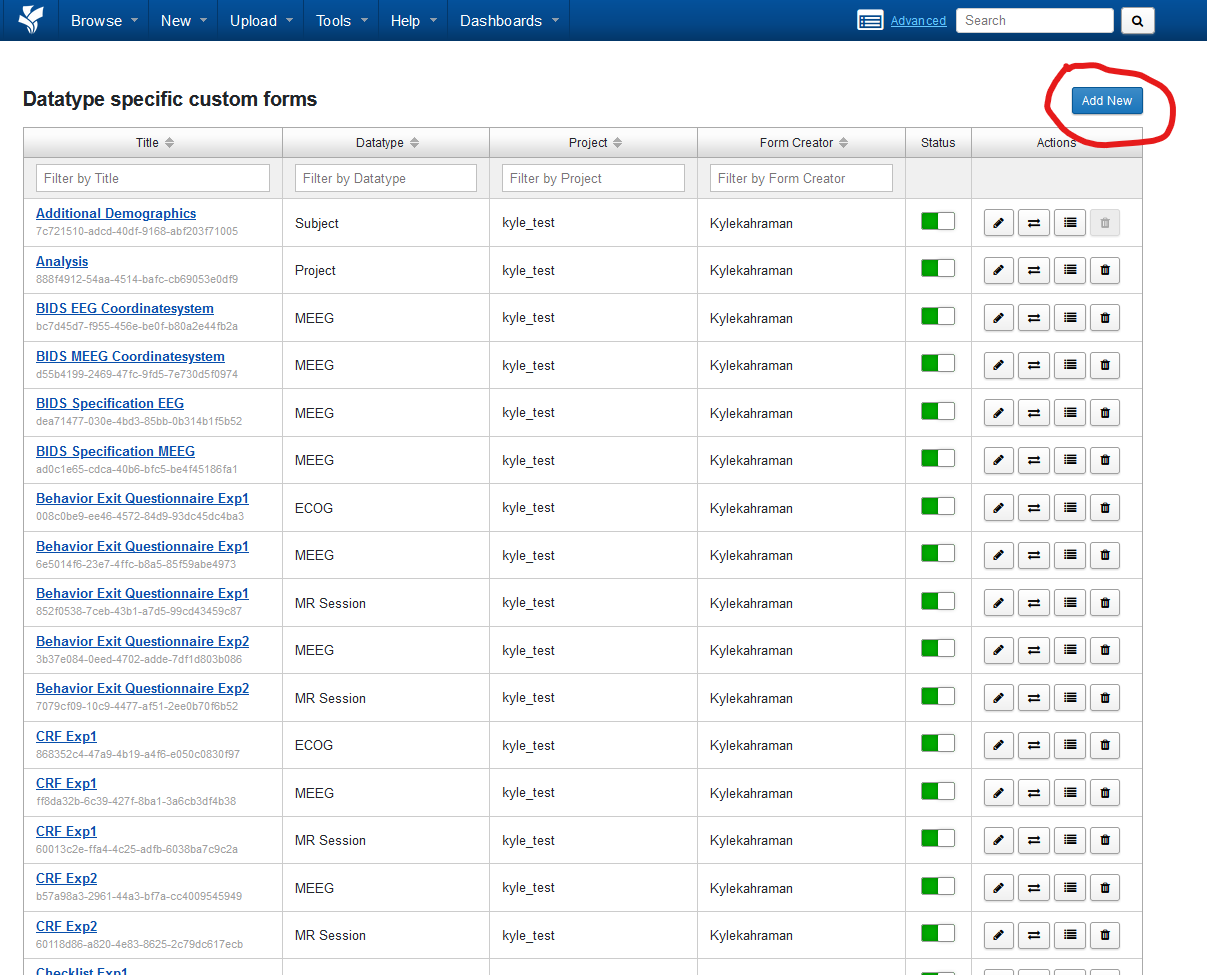 Browse New Upload Tools Help Dashboards Advanced Search
Datatype specific custom forms Add New
Title Datatype Project Form Creator Status Actions
Filter by Title Filter by Datatype Filter by Project Filter by Form Creator
Additional Demographics
7c721510-adcd-40df-9168-abf203f71005
Subject kyle_test Kylekahraman
Analysis
888f4912-54aa-4514-bafc-cb69053e0df9
Project kyle_test Kylekahraman
BIDS EEG Coordinatesystem
bc7d45d7-f955-456e-be0f-b80a2e44fb2a
MEEG kyle_test Kylekahraman
BIDS MEEG Coordinatesystem
d55b4199-2469-47fc-9fd5-7e730d5f0974
MEEG kyle_test Kylekahraman
BIDS Specification EEG
dea71477-030e-4bd3-85bb-0b314b1f5b52
MEEG kyle_test Kylekahraman
BIDS Specification MEEG
ad0c1e65-cdca-40b6-bfc5-be4f45186fa1
MEEG kyle_test Kylekahraman
Behavior Exit Questionnaire Exp1
008c0be9-ee46-4572-84d9-93dc45dc4ba3
ECOG kyle_test Kylekahraman
Behavior Exit Questionnaire Exp1
6e5014f6-23e7-4ffc-b8a5-85f59abe4973
MEEG kyle_test Kylekahraman
Behavior Exit Questionnaire Exp1
852f0538-7ceb-43b1-a7d5-99cd43459c87
MR Session kyle_test Kylekahraman
Behavior Exit Questionnaire Exp2
3b37e084-0eed-4702-adde-7df1d803b086
MEEG kyle_test Kylekahraman
Behavior Exit Questionnaire Exp2
7079cf09-10c9-4477-af51-2ee0b70f6b52
MR Session kyle_test Kylekahraman
CRF Exp1
868352c4-47a9-4b19-a4f6-e050c0830f97
ECOG kyle_test Kylekahraman
CRF Exp1
ff8da32b-6c39-427f-8ba1-3a6cb3df4b38
MEEG kyle_test Kylekahraman
CRF Exp1
60013c2e-ffa4-4c25-adfb-6038ba7c9c2a
MR Session kyle_test Kylekahraman
CRF Exp2
b57a98a3-2961-44a3-bf7a-cc4009545949
MEEG kyle_test Kylekahraman
CRF Exp2
60118d86-a820-4e83-8625-2c79dc617ecb
MR Session kyle_test Kylekahraman
Checklist Exp1